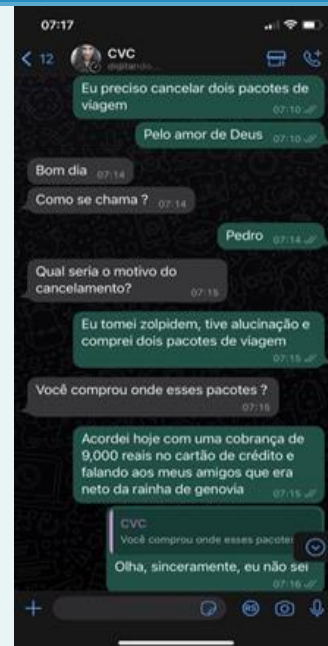 07:17
12
CVC
digitando...
Eu preciso cancelar dois pacotes de
viagem
07:10
Pelo amor de Deus 07:10
Bom dia 07:14
Como se chama ? 07:14
Pedro 07:14
Qual seria o motivo do
cancelamento?
07:15
Eu tomei zolpidem, tive alucinação e
comprei dois pacotes de viagem
07:15
Você comprou onde esses pacotes ?
07:15
Acordei hoje com uma cobrança de
9,000 reais no cartão de crédito e
falando aos meus amigos que era
neto da rainha de genovia 07:15
CVC
Você comprou onde esses pacotes
Olha, sinceramente, eu não sei
07:16